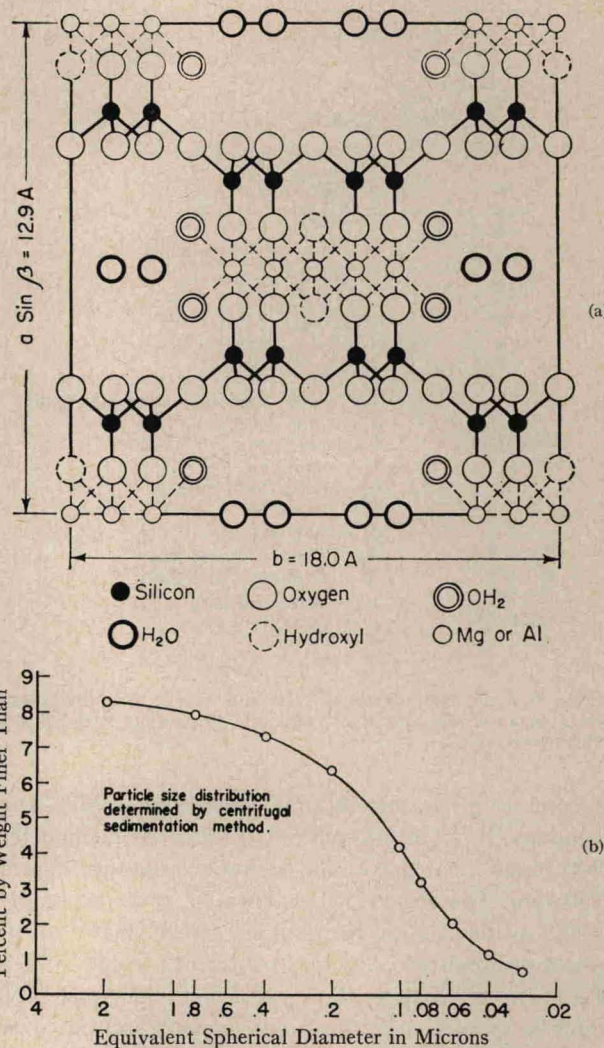 a Sin β = 12.9 A
(a)
b = 18.0 A
Silicon
Oxygen
OH₂
H₂O
Hydroxyl
Mg or Al
Percent by Weight Finer Than
9
8
7
6
5
4
3
2
1
0
Particle size distribution
determined by centrifugal
sedimentation method.
(b)
4 2 1 .8 .6 .4 .2 .1 .08 .06 .04 .02
Equivalent Spherical Diameter in Microns